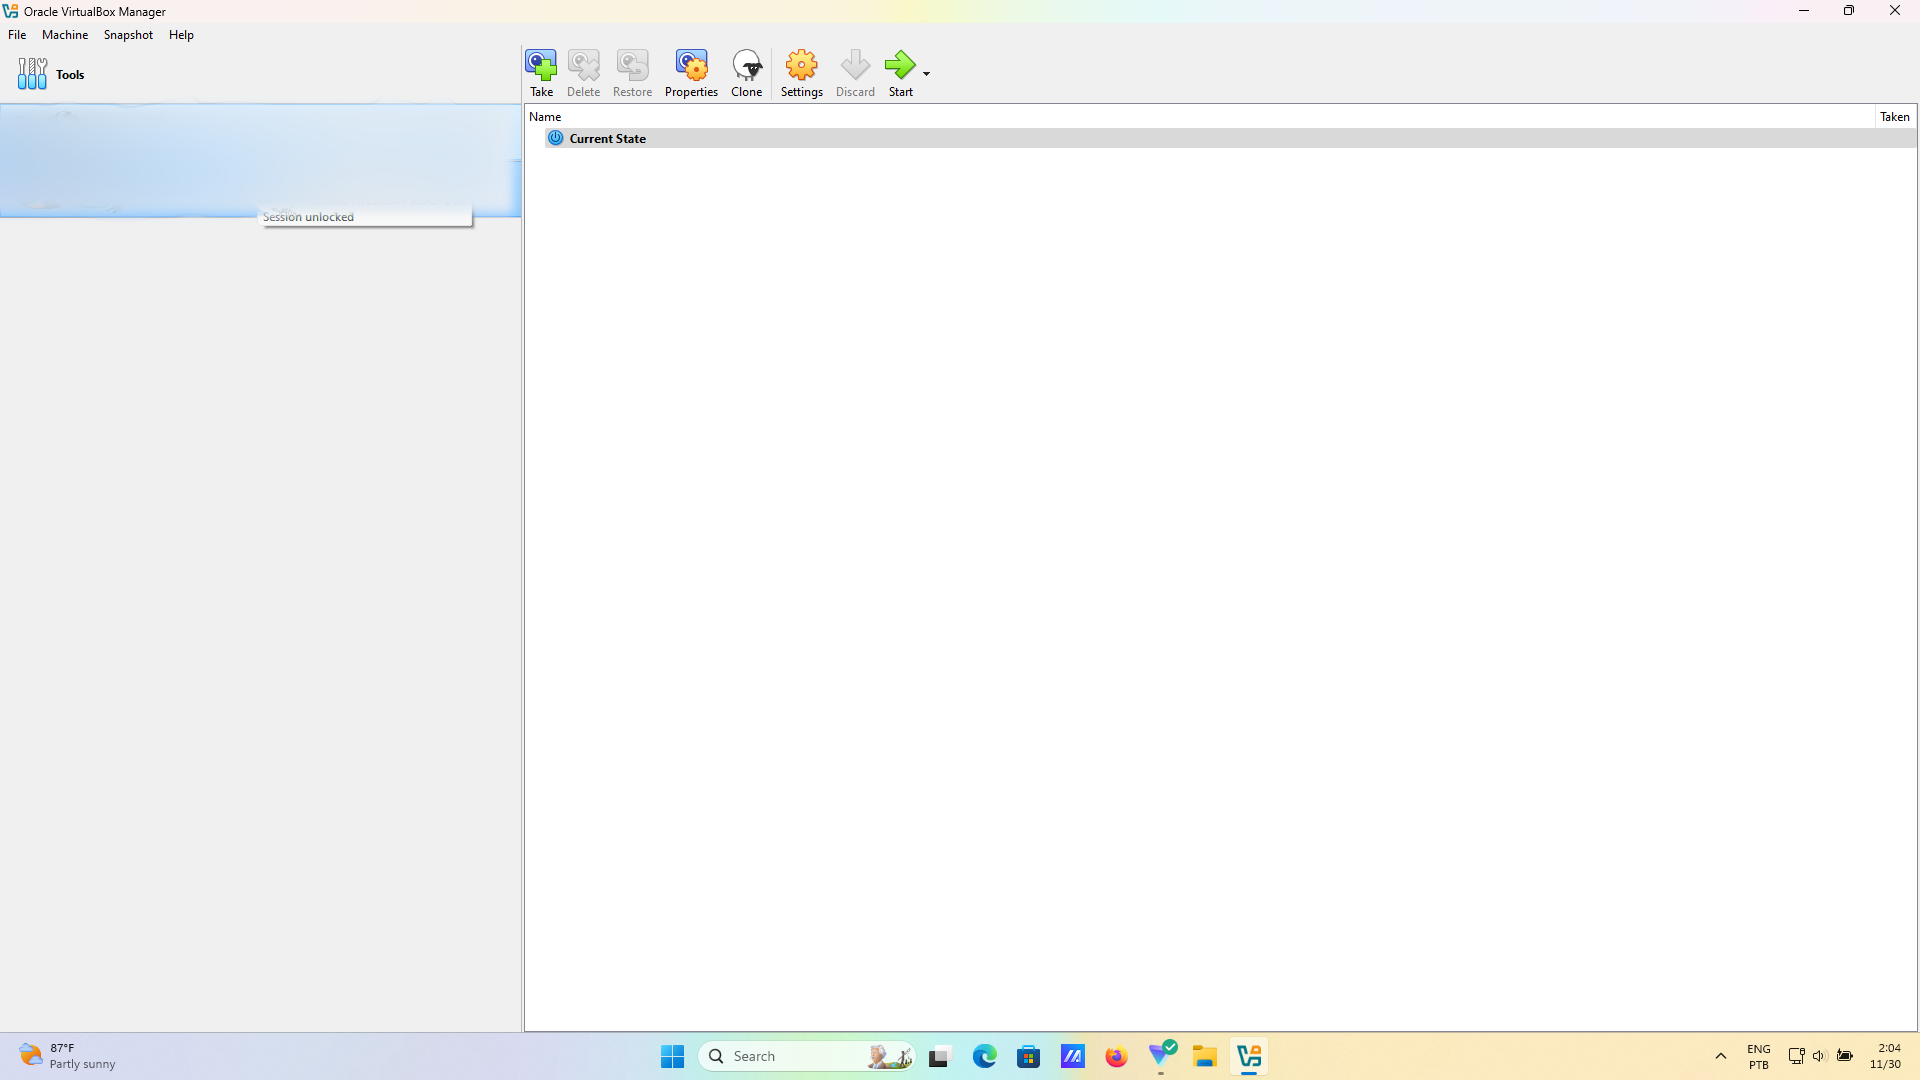 Oracle VirtualBox Manager
File Machine Snapshot Help
Tools
Take Delete Restore Properties Clone Settings Discard Start
Name Taken
Current State
Session unlocked
87°F
Partly sunny
Search
ENG
PTB
2:04
11/30